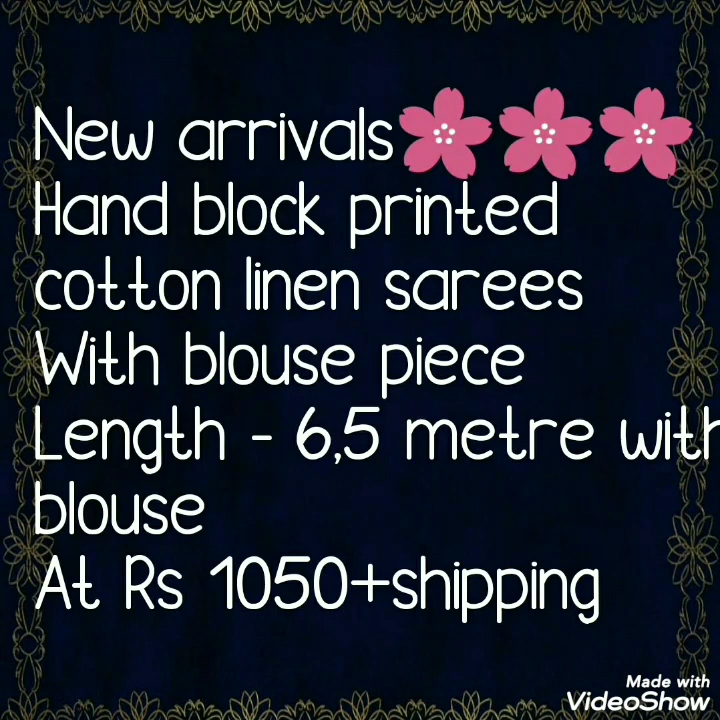 New arrivals🌸🌸🌸
Hand block printed
cotton linen sarees
With blouse piece
Length - 6,5 metre with
blouse
At Rs 1050+shipping
Made with
VideoShow